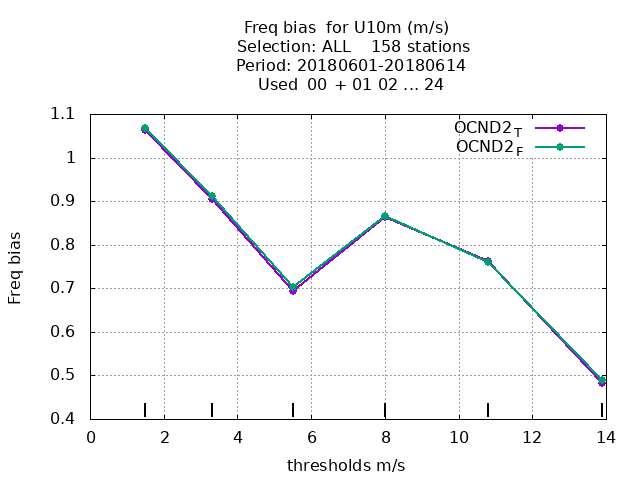 Freq bias  for U10m (m/s)
Selection: ALL    158 stations
Period: 20180601-20180614
Used  00  + 01 02 ... 24
OCND2T
OCND2F
1.1
1
0.9
0.8
0.7
0.6
0.5
0.4
Freq bias
0 2 4 6 8 10 12 14
thresholds m/s